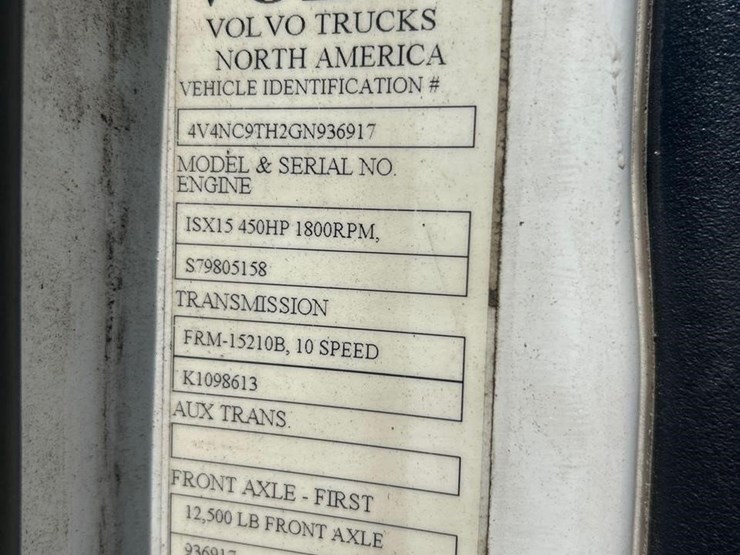 VOLVO TRUCKS
NORTH AMERICA
VEHICLE IDENTIFICATION #
4V4NC9TH2GN936917
MODEL & SERIAL NO.
ENGINE
ISX15 450HP 1800RPM,
S79805158
TRANSMISSION
FRM-15210B, 10 SPEED
K1098613
AUX TRANS.
FRONT AXLE - FIRST
12,500 LB FRONT AXLE
936917